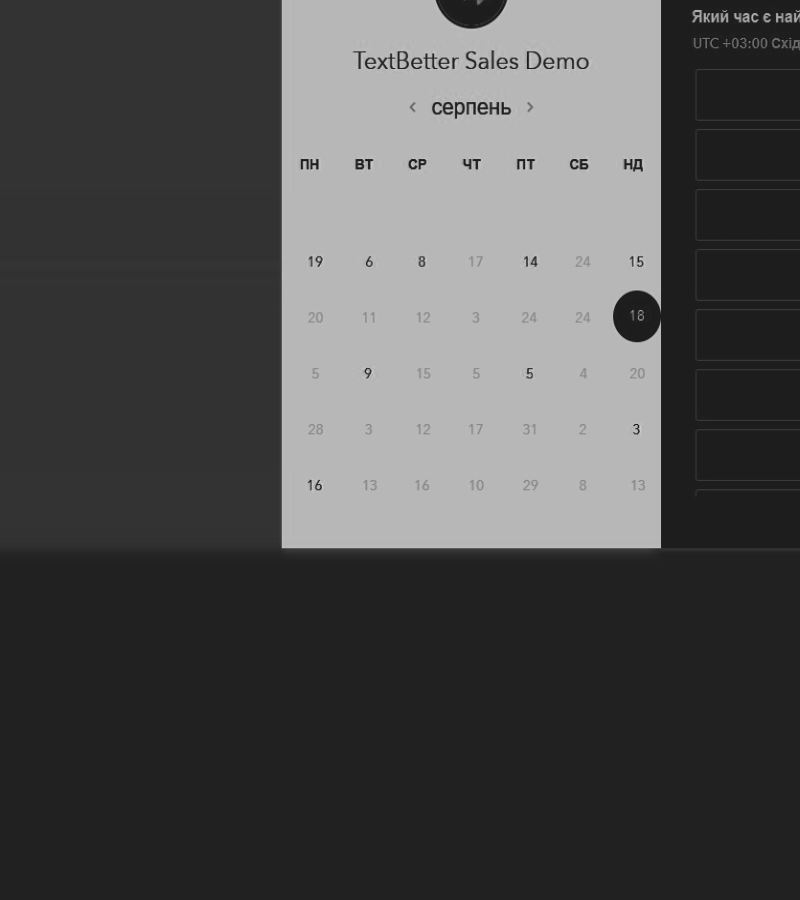 Який час є най
UTC +03:00 Схід
TextBetter Sales Demo
‹ серпень ›
ПН ВТ СР ЧТ ПТ СБ НД
19 6 8 17 14 24 15
20 11 12 3 24 24 18
5 9 15 5 5 4 20
28 3 12 17 31 2 3
16 13 16 10 29 8 13